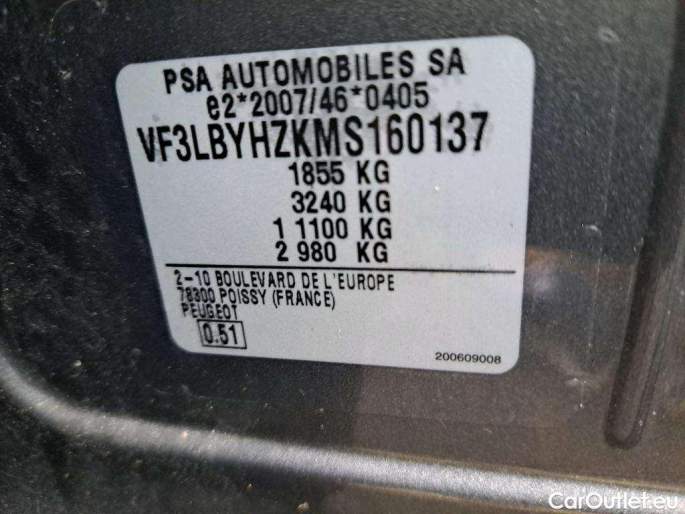 PSA AUTOMOBILES SA
e2*2007/46*0405
VF3LBYHZKMS160137
1855 KG
3240 KG
1 1100 KG
2 980 KG
2-10 BOULEVARD DE L'EUROPE
78300 POISSY (FRANCE)
PEUGEOT
0.51
200609008
CarOutlet.eu